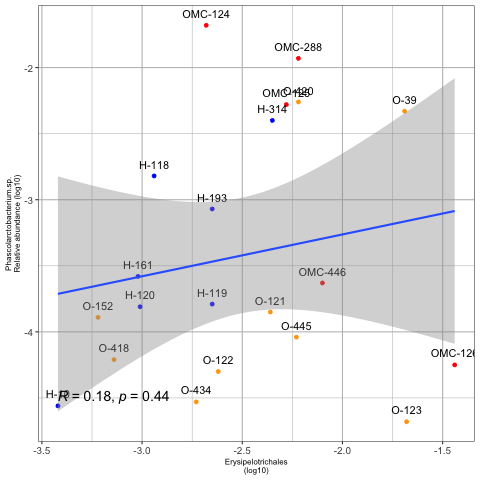 OMC-124
OMC-288
O-420
O-39
H-314
H-118
H-193
H-161
OMC-446
H-120
H-119
O-121
O-152
O-445
O-418
O-122
OMC-126
O-434
R = 0.18, p = 0.44
O-123
-2
-3
-4
-3.5
-3.0
-2.5
-2.0
-1.5
Erysipelotrichales
(log10)
Phascolarctobacterium.sp.
Relative abundance (log10)